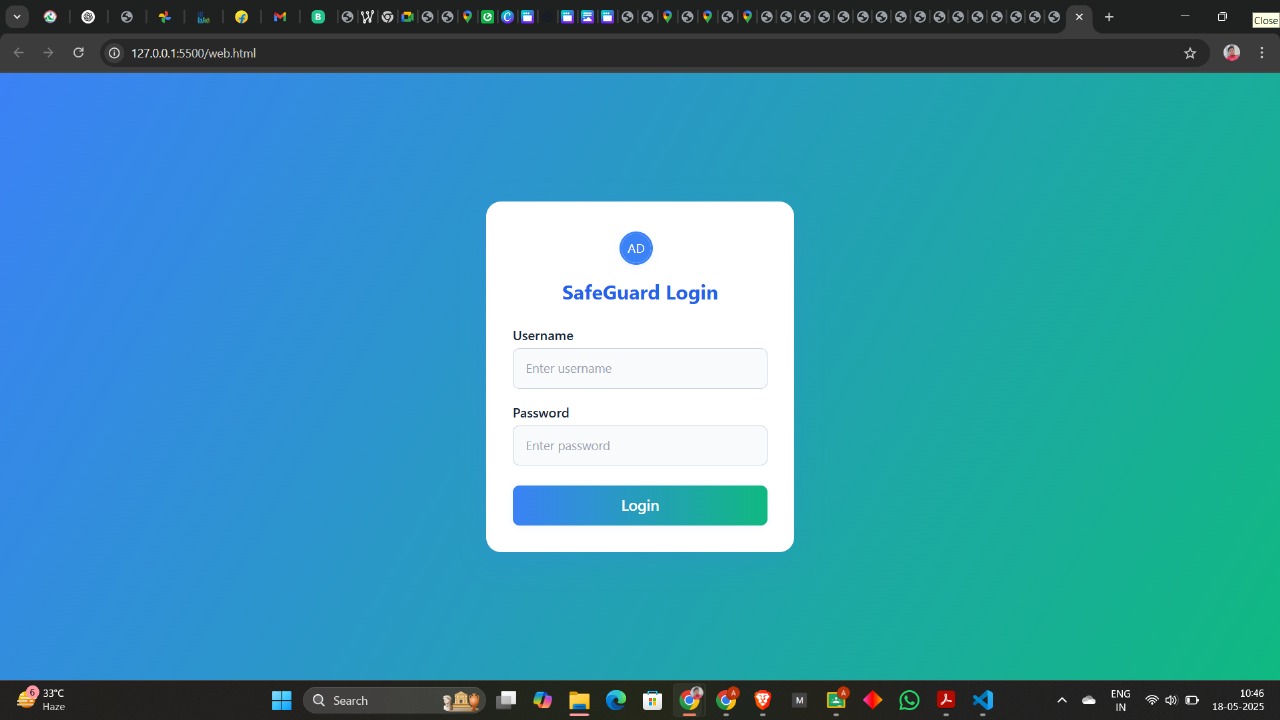 Close
127.0.0.1:5500/web.html
AD
SafeGuard Login
Username
Enter username
Password
Enter password
Login
6
33°C
Haze
Search
A
M
A
ENG
IN
10:46
18-05-2025